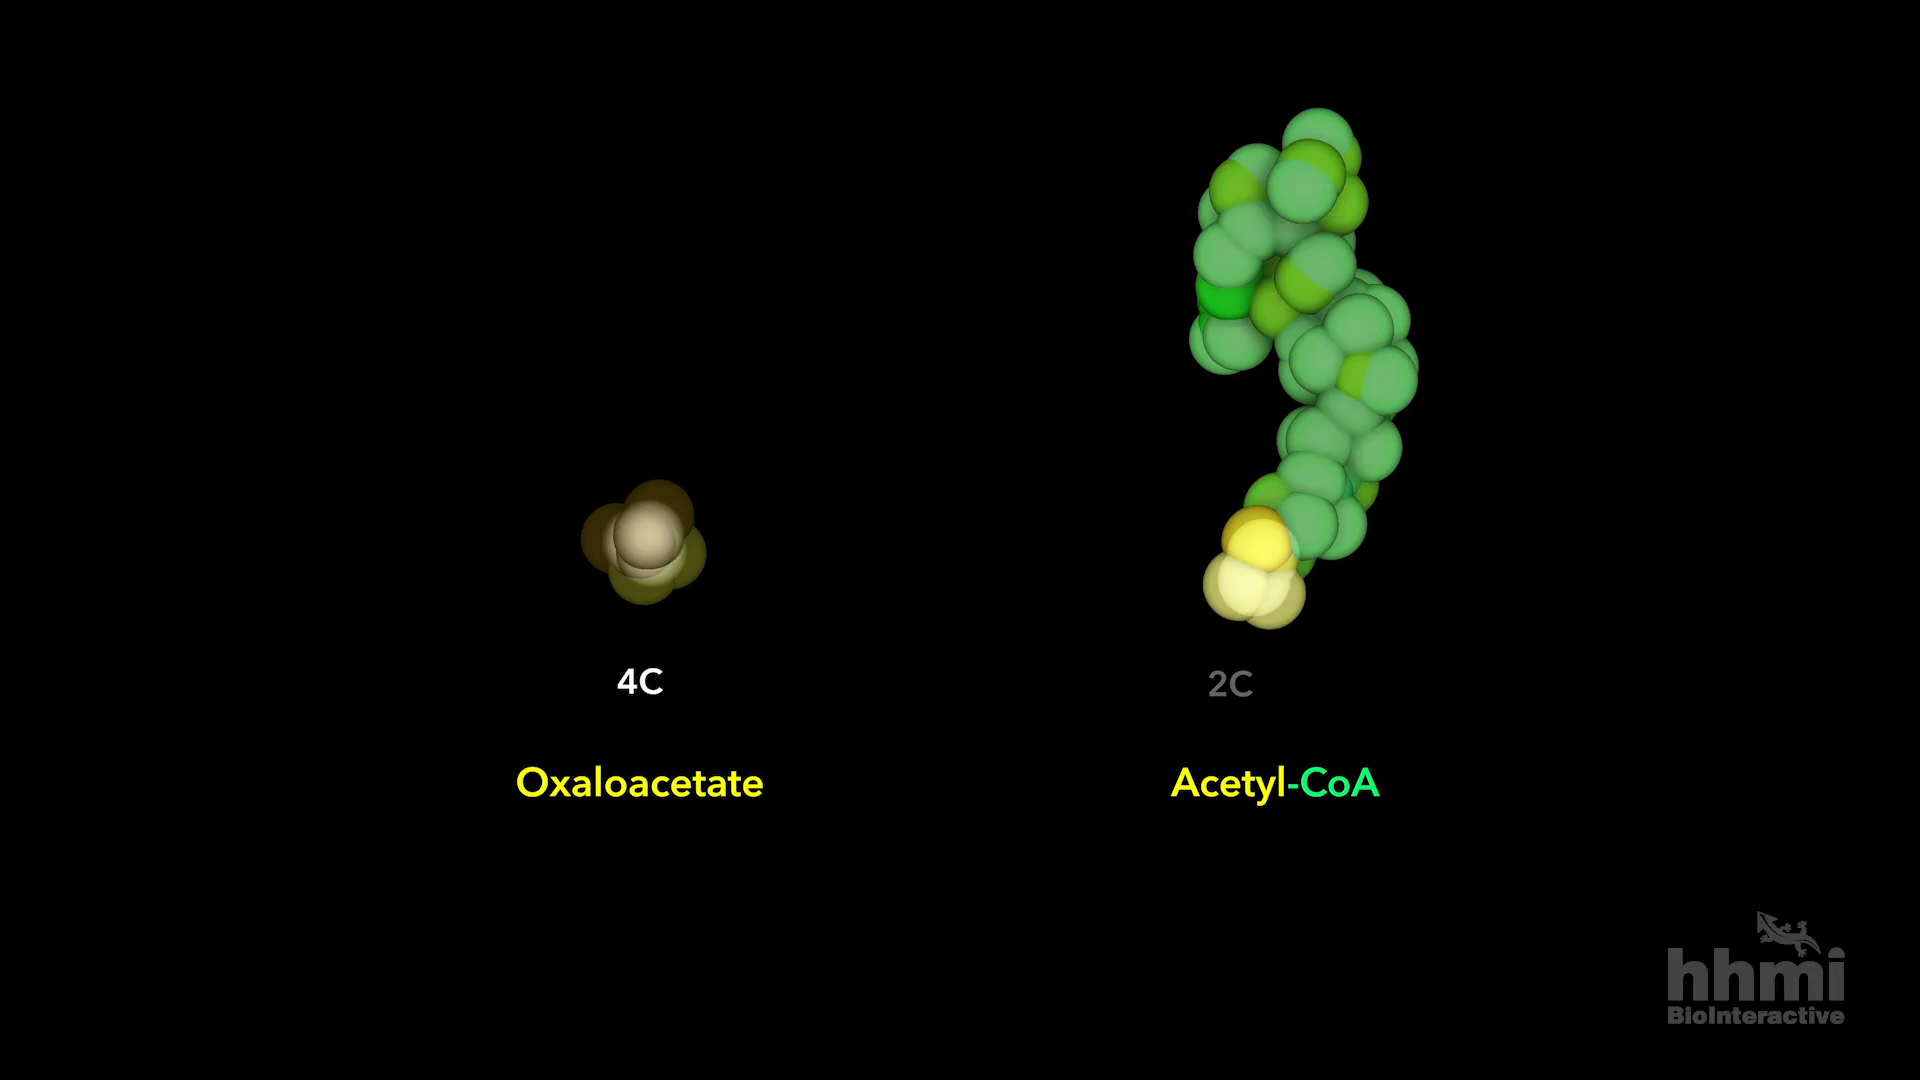 4C
2C
Oxaloacetate
Acetyl-CoA
hhmi
BioInteractive